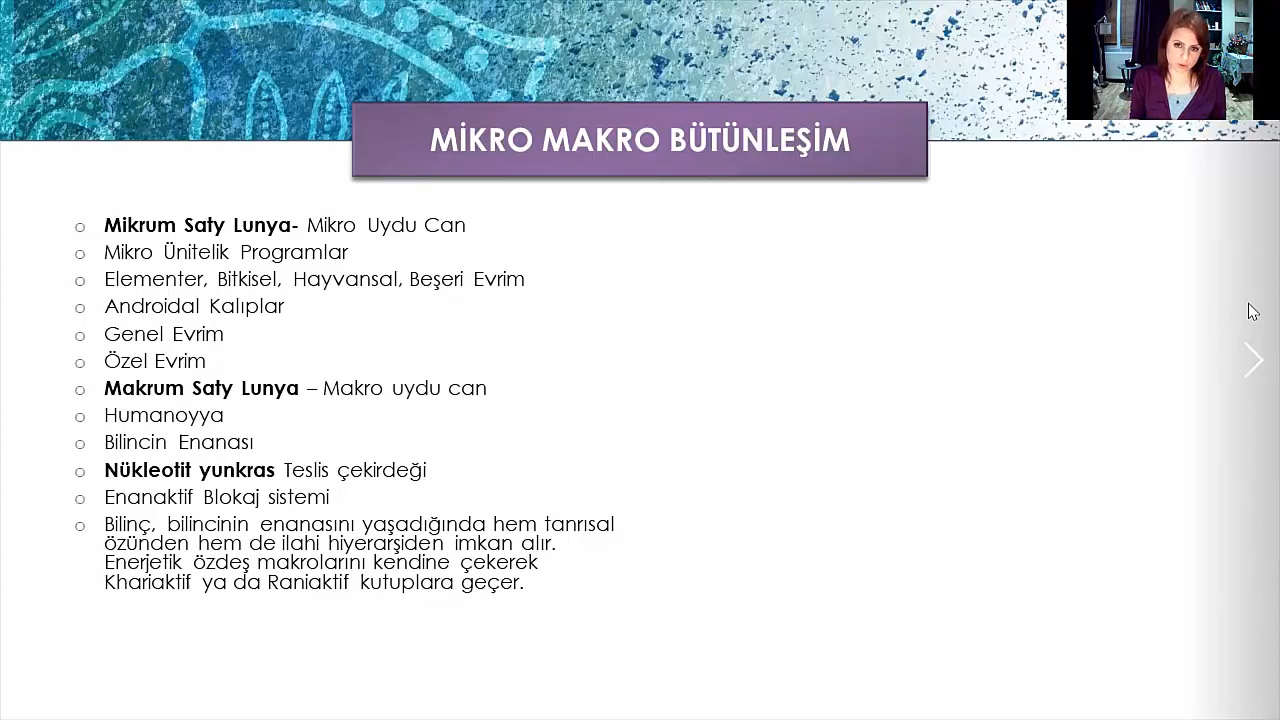 MİKRO MAKRO BÜTÜNLEŞİM
Mikrum Saty Lunya- Mikro Uydu Can
Mikro Ünitelik Programlar
Elementer, Bitkisel, Hayvansal, Beşeri Evrim
Androidal Kalıplar
Genel Evrim
Özel Evrim
Makrum Saty Lunya – Makro uydu can
Humanoyya
Bilincin Enanası
Nükleotit yunkras Teslis çekirdeği
Enanaktif Blokaj sistemi
Bilinç, bilincinin enanasını yaşadığında hem tanrısal
özünden hem de ilahi hiyerarşiden imkan alır.
Enerjetik özdeş makrolarını kendine çekerek
Khariaktif ya da Raniaktif kutuplara geçer.